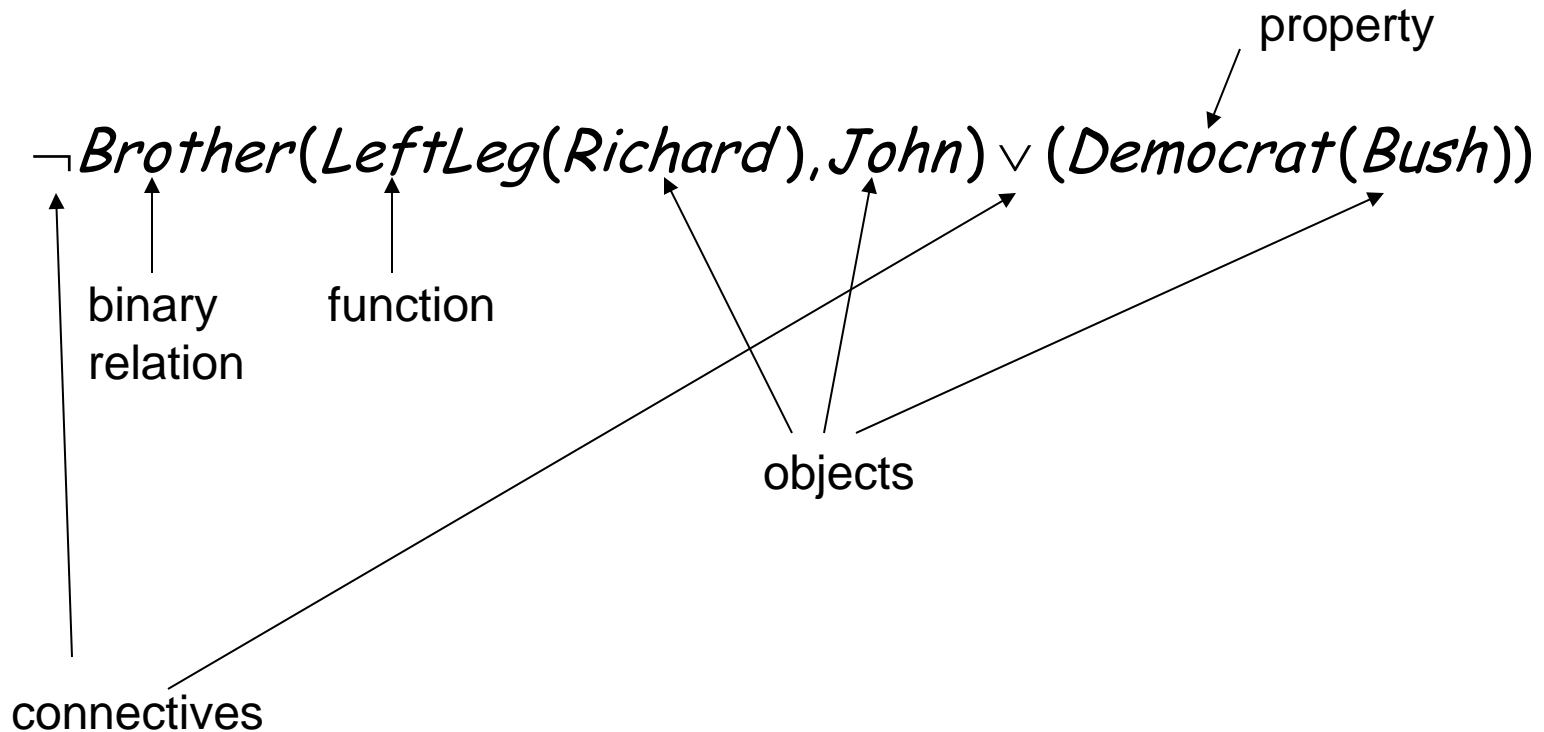 property
¬Brother(LeftLeg(Richard),John) ∨ (Democrat(Bush))
binary
relation
function
objects
connectives